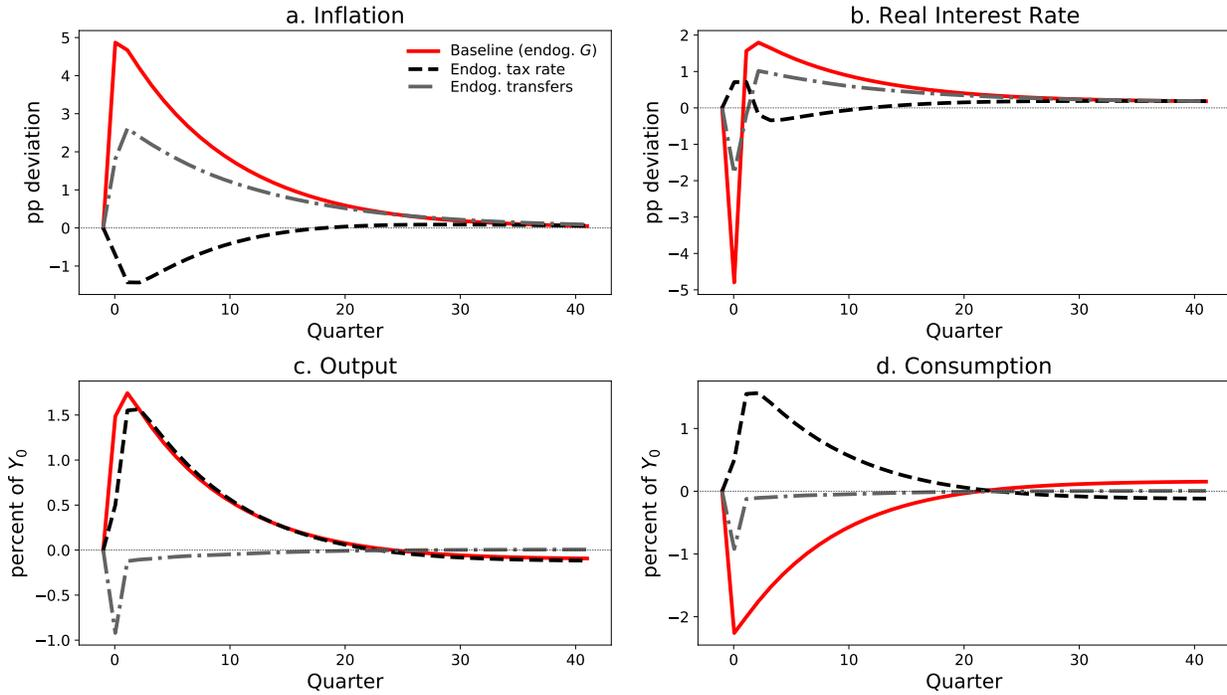 a. Inflation
5
4
3
2
1
0
−1
pp deviation
Baseline (endog. G)
Endog. tax rate
Endog. transfers
0 10 20 30 40
Quarter
b. Real Interest Rate
2
1
0
−1
−2
−3
−4
−5
pp deviation
0 10 20 30 40
Quarter
c. Output
1.5
1.0
0.5
0.0
−0.5
−1.0
percent of Y₀
0 10 20 30 40
Quarter
d. Consumption
1
0
−1
−2
percent of Y₀
0 10 20 30 40
Quarter